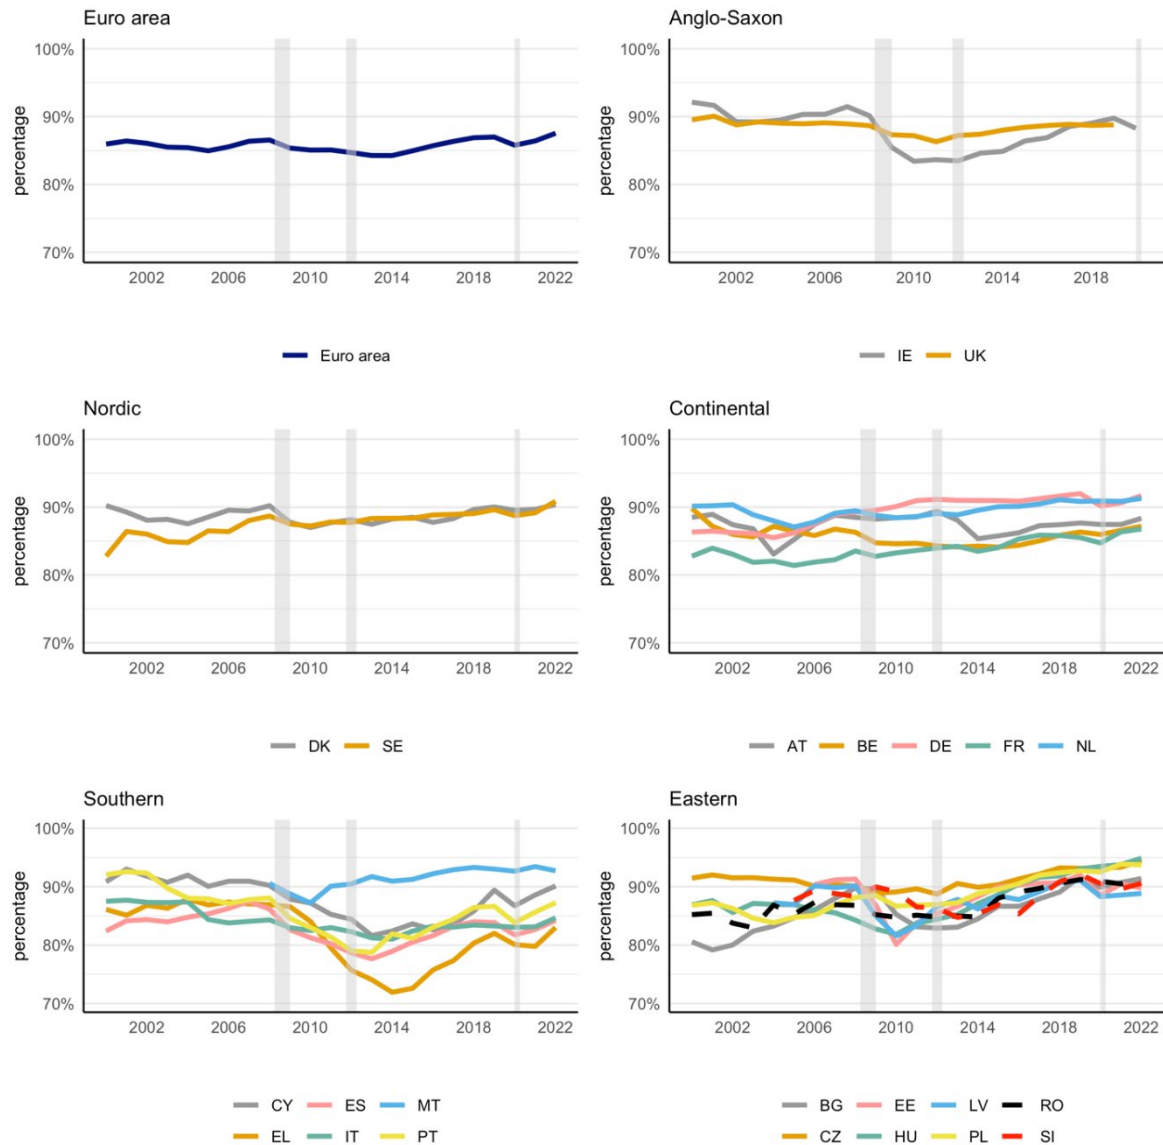 Euro area
Anglo-Saxon
100%
90%
80%
70%
percentage
2002 2006 2010 2014 2018 2022
Euro area
100%
90%
80%
70%
percentage
2002 2006 2010 2014 2018
IE UK
Nordic
Continental
100%
90%
80%
70%
percentage
2002 2006 2010 2014 2018 2022
DK SE
100%
90%
80%
70%
percentage
2002 2006 2010 2014 2018 2022
AT BE DE FR NL
Southern
Eastern
100%
90%
80%
70%
percentage
2002 2006 2010 2014 2018 2022
CY ES MT
EL IT PT
100%
90%
80%
70%
percentage
2002 2006 2010 2014 2018 2022
BG EE LV RO
CZ HU PL SI